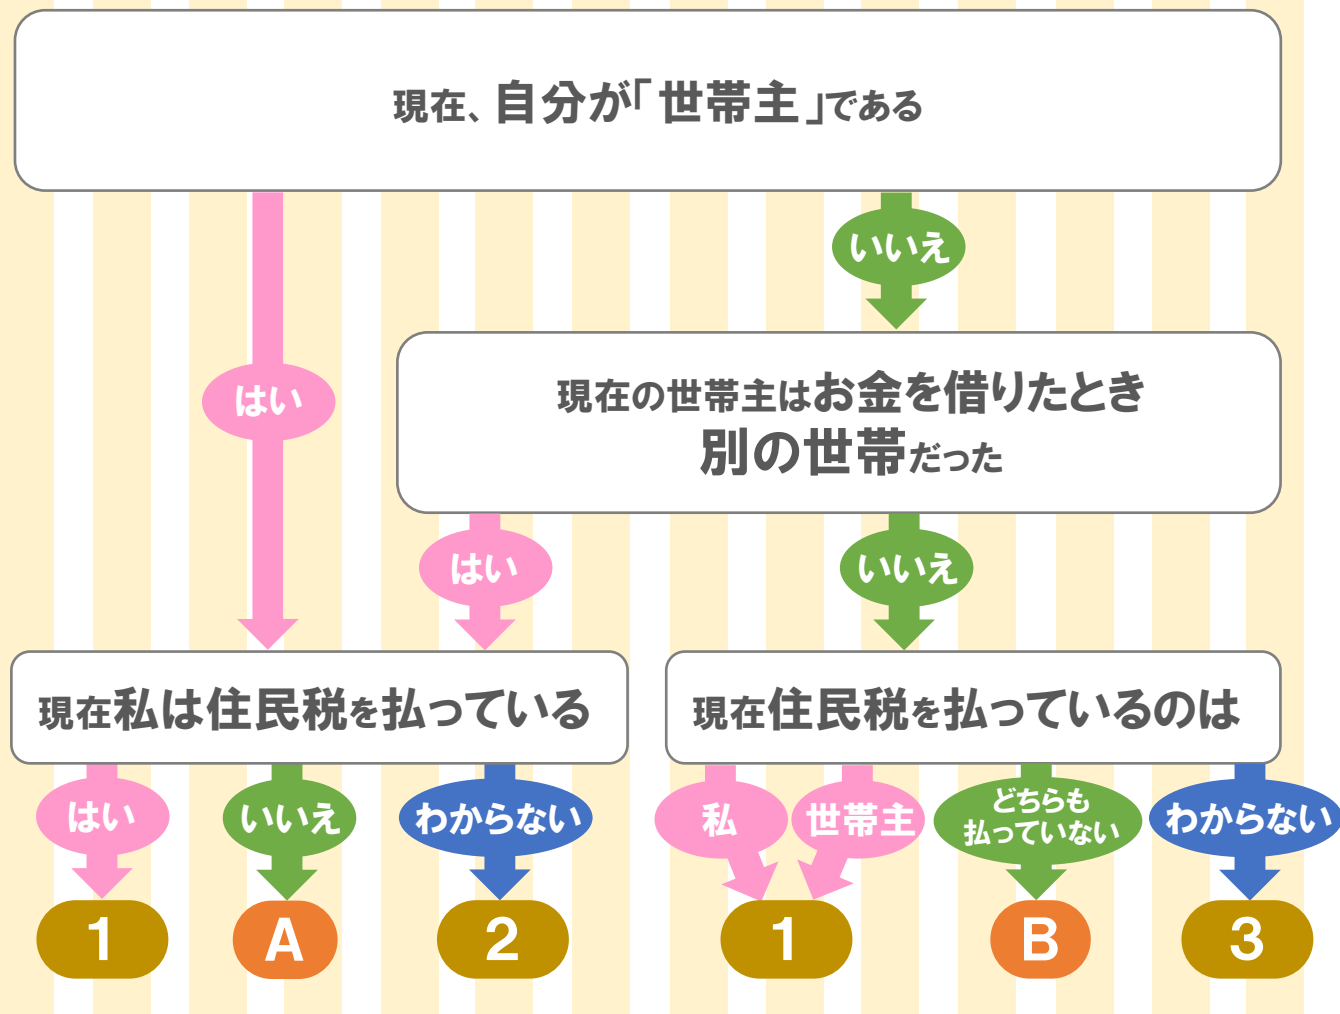 現在、自分が「世帯主」である
いいえ
はい
現在の世帯主はお金を借りたとき
別の世帯だった
はい
いいえ
現在私は住民税を払っている
現在住民税を払っているのは
はい
いいえ
わからない
私
世帯主
どちらも
払っていない
わからない
1
A
2
1
B
3